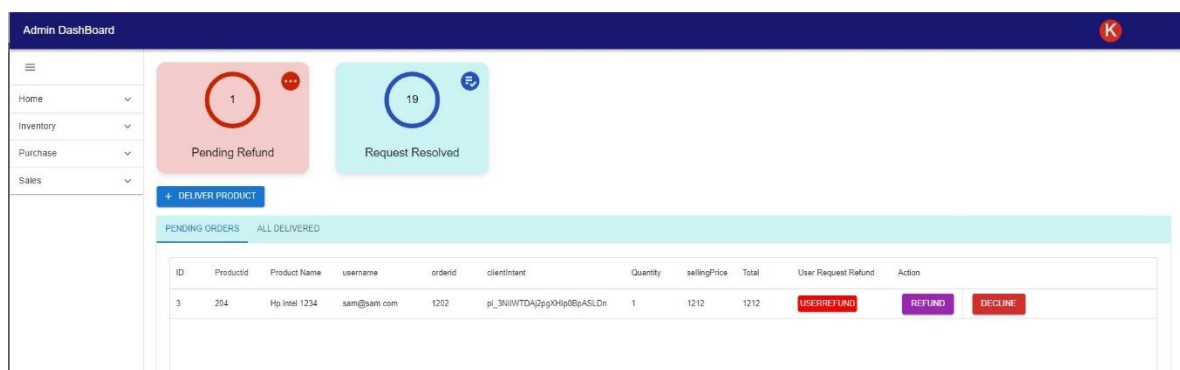 Admin DashBoard
K
Home
Inventory
Purchase
Sales
1
Pending Refund
19
Request Resolved
+ DELIVER PRODUCT
PENDING ORDERS ALL DELIVERED
ID Productid Product Name username orderid clientIntent Quantity sellingPrice Total User Request Refund Action
3 204 Hp intel 1234 sam@sam.com 1202 1 1212 1212 USERREFUND REFUND DECLINE